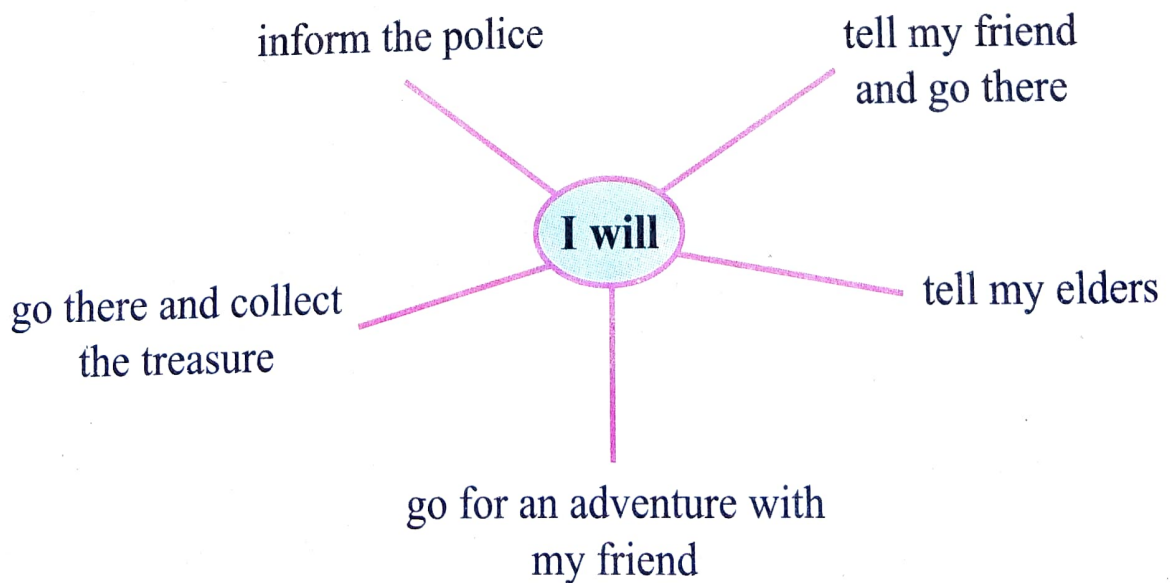 inform the police
tell my friend
and go there
I will
tell my elders
go there and collect
the treasure
go for an adventure with
my friend